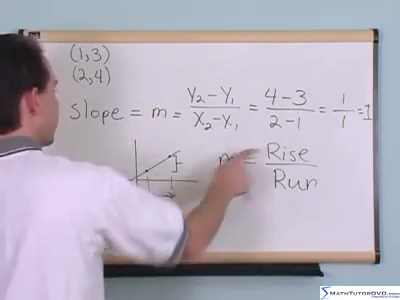 (1,3)
(2,4)
slope = m = Y₂-Y₁ / X₂-X₁ = 4-3 / 2-1 = 1 / 1 = 1
m = Rise / Run
MathTutorDVD.com